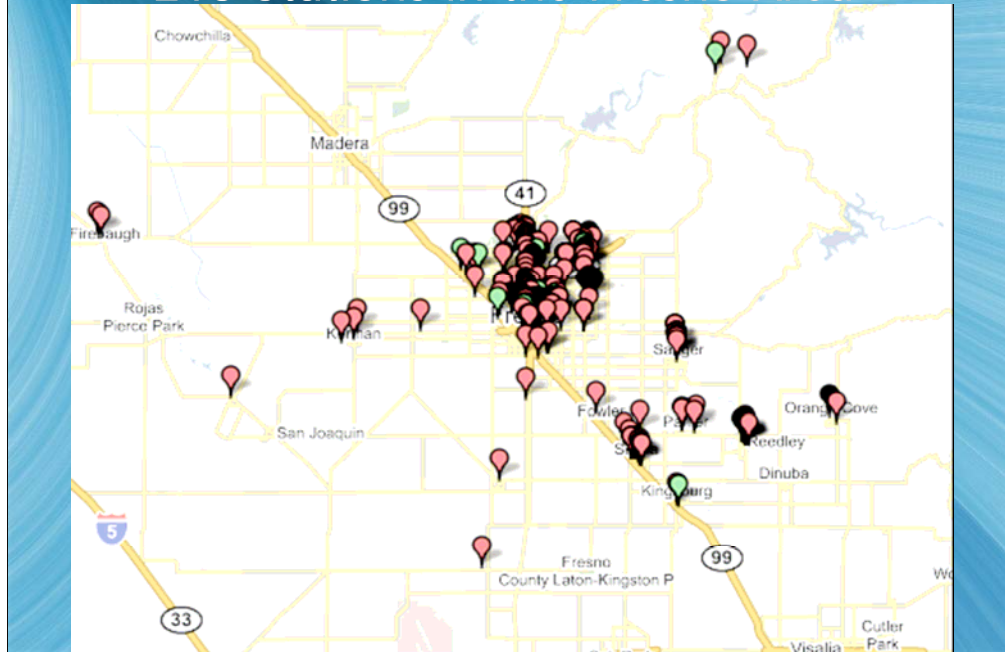 Chowchilla
Madera
41
99
Firebaugh
Rojas
Pierce Park
Kerman
Sanger
Fowler
Orange Cove
San Joaquin
Reedley
Dinuba
Kingsburg
5
99
Fresno
County Laton-Kingston P
33
Cutler
Park
Visalia